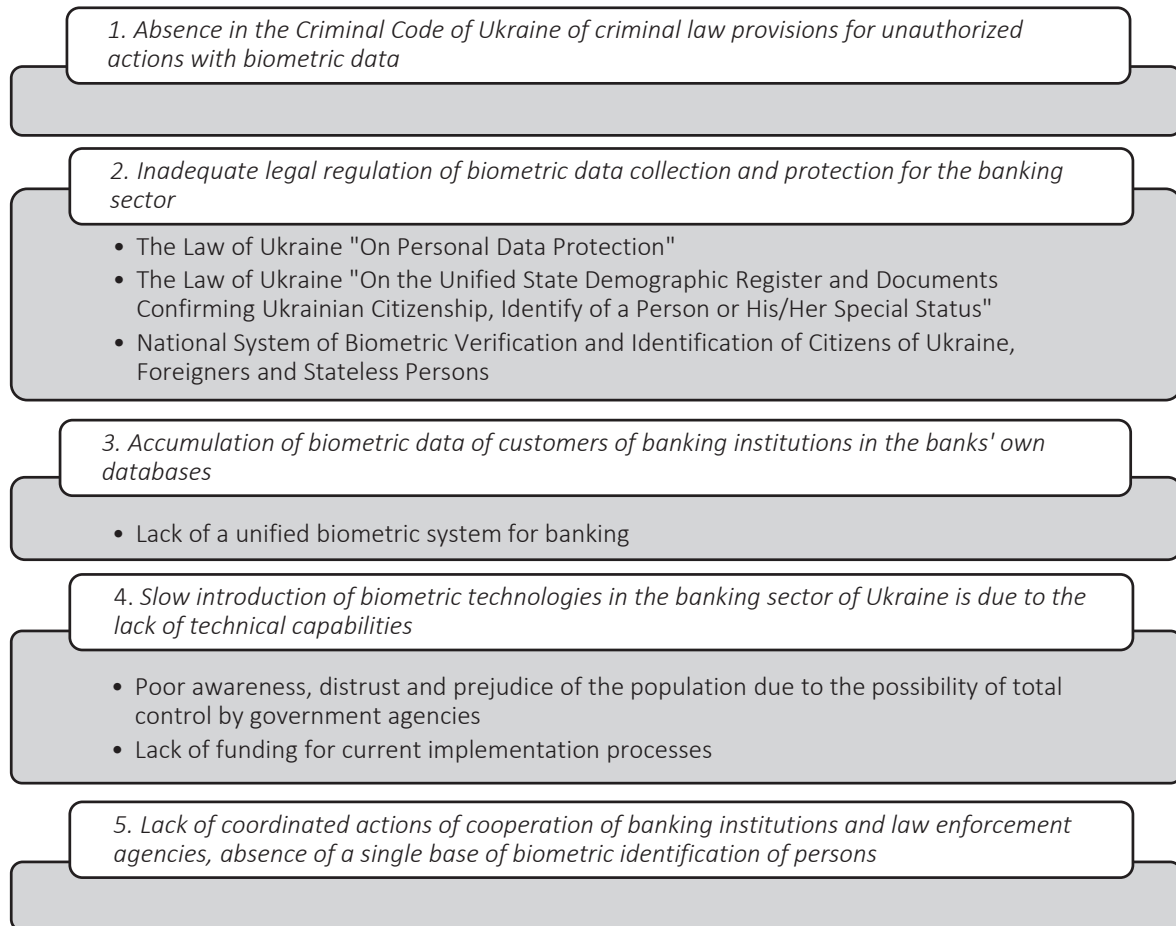 1. Absence in the Criminal Code of Ukraine of criminal law provisions for unauthorized
actions with biometric data
2. Inadequate legal regulation of biometric data collection and protection for the banking
sector
• The Law of Ukraine "On Personal Data Protection"
• The Law of Ukraine "On the Unified State Demographic Register and Documents
Confirming Ukrainian Citizenship, Identify of a Person or His/Her Special Status"
• National System of Biometric Verification and Identification of Citizens of Ukraine,
Foreigners and Stateless Persons
3. Accumulation of biometric data of customers of banking institutions in the banks' own
databases
• Lack of a unified biometric system for banking
4. Slow introduction of biometric technologies in the banking sector of Ukraine is due to the
lack of technical capabilities
• Poor awareness, distrust and prejudice of the population due to the possibility of total
control by government agencies
• Lack of funding for current implementation processes
5. Lack of coordinated actions of cooperation of banking institutions and law enforcement
agencies, absence of a single base of biometric identification of persons